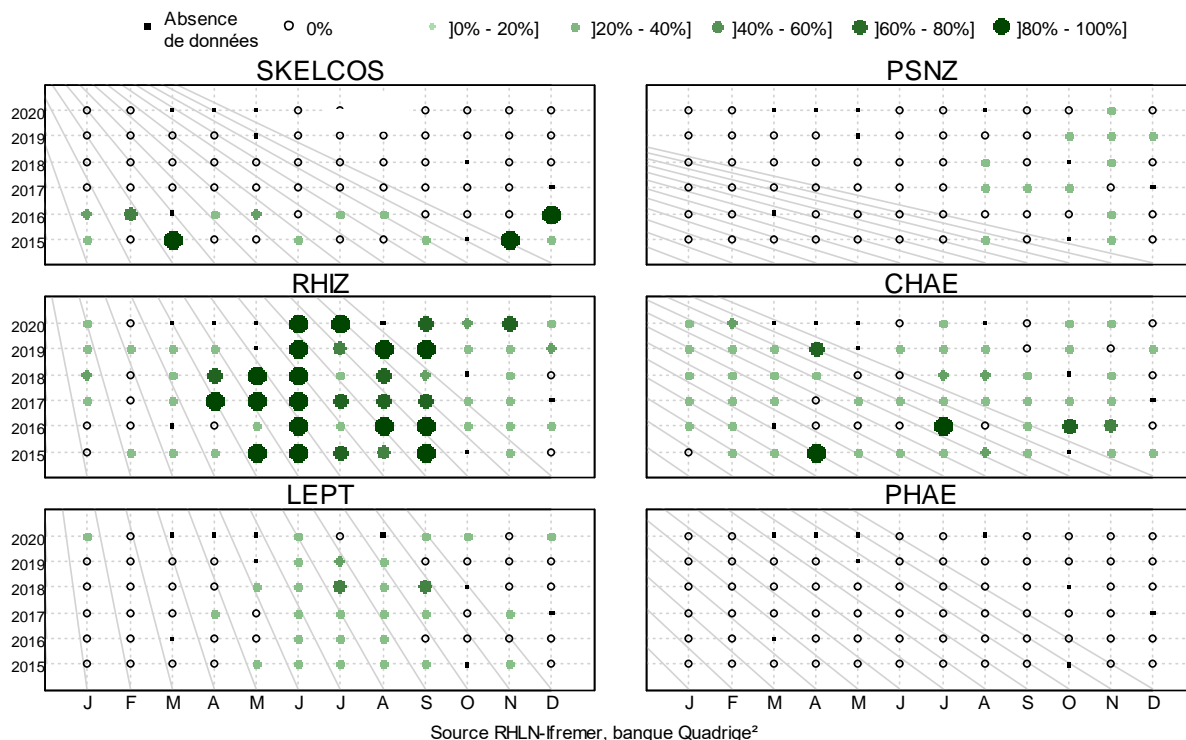 Absence
de données
0%
]0% - 20%]
]20% - 40%]
]40% - 60%]
]60% - 80%]
]80% - 100%]
SKELCOS
PSNZ
2020
2019
2018
2017
2016
2015
RHIZ
CHAE
2020
2019
2018
2017
2016
2015
LEPT
PHAE
2020
2019
2018
2017
2016
2015
J F M A M J J A S O N D
J F M A M J J A S O N D
Source RHLN-Ifremer, banque Quadrige²